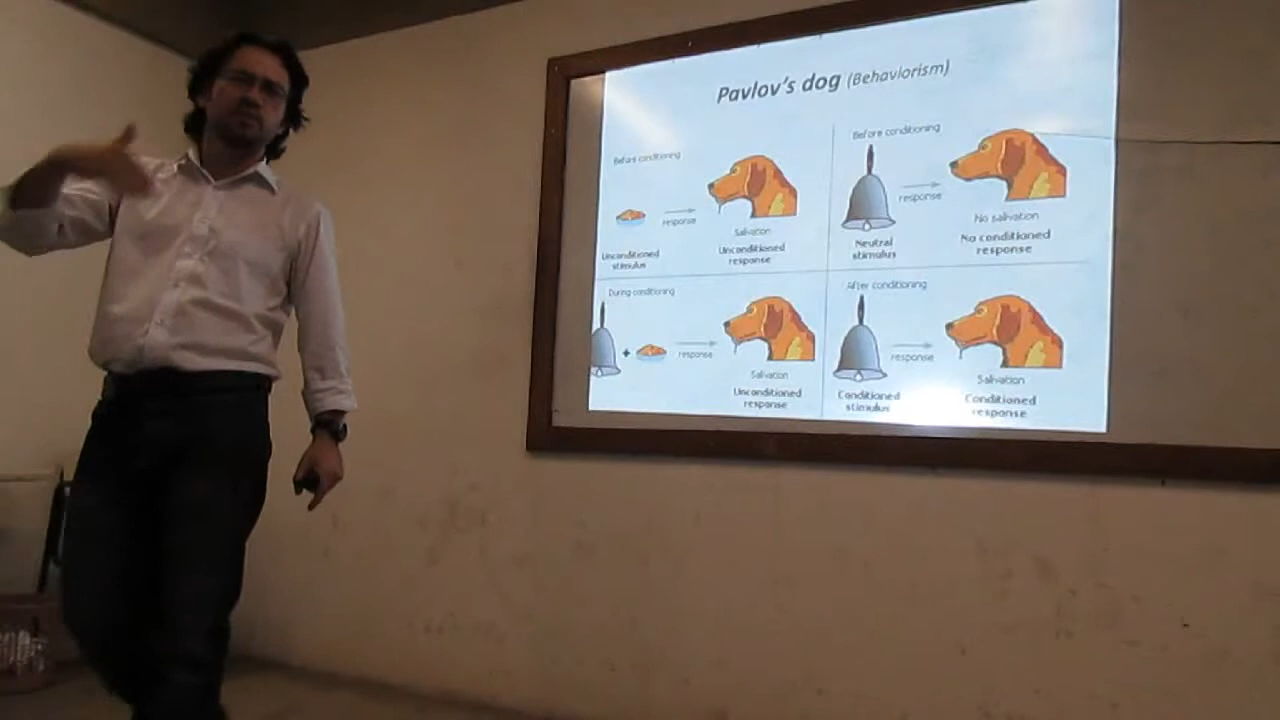 Pavlov's dog (Behaviorism)
Before conditioning
response
Salivation
Unconditioned
stimulus
Unconditioned
response
Before conditioning
response
No salivation
Neutral
stimulus
No conditioned
response
During conditioning
+
response
Salivation
Unconditioned
response
After conditioning
response
Salivation
Conditioned
stimulus
Conditioned
response